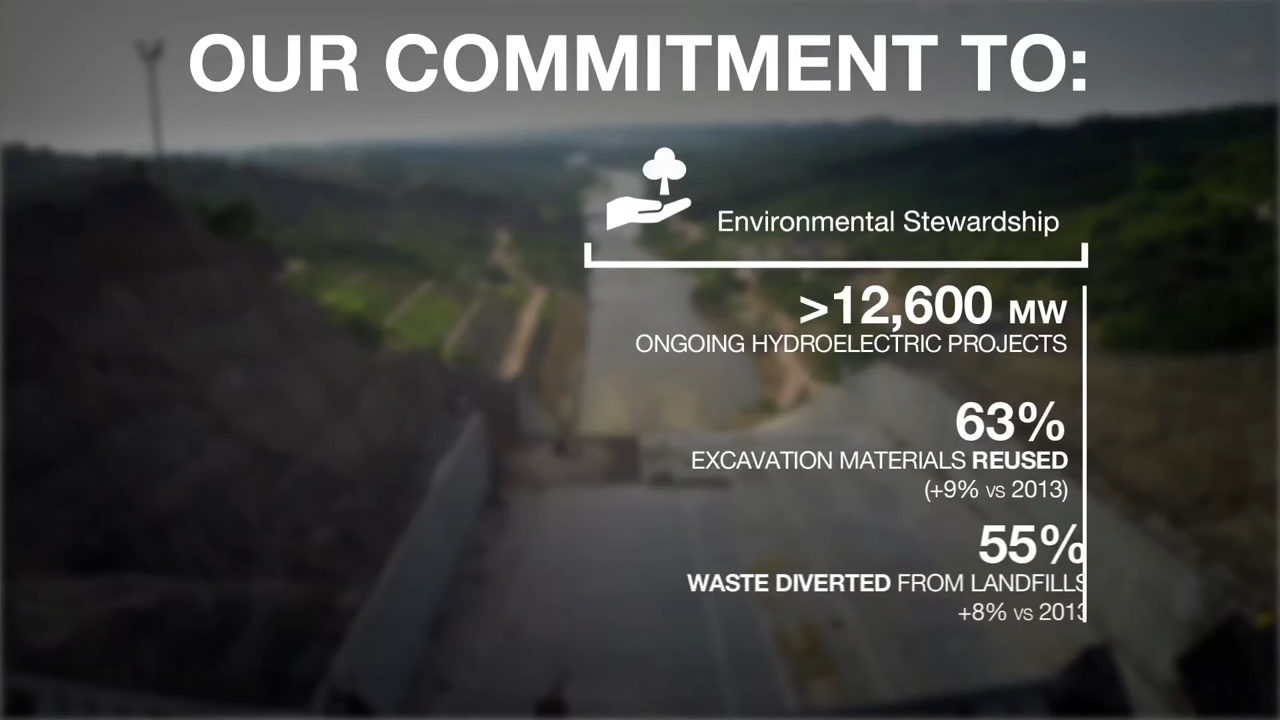 OUR COMMITMENT TO:
Environmental Stewardship
>12,600 MW
ONGOING HYDROELECTRIC PROJECTS
63%
EXCAVATION MATERIALS REUSED
(+9% vs 2013)
55%
WASTE DIVERTED FROM LANDFILLS
+8% vs 2013